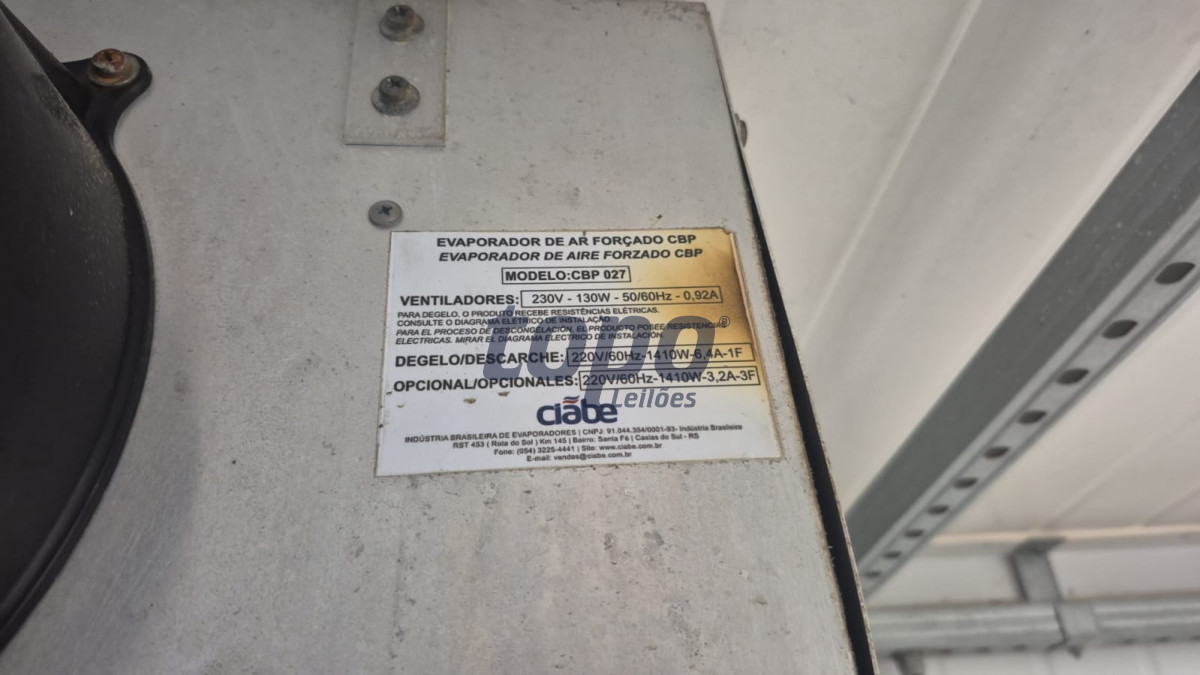 EVAPORADOR DE AR FORÇADO CBP
EVAPORADOR DE AIRE FORZADO CBP
MODELO:CBP 027
VENTILADORES: 230V - 130W - 50/60Hz - 0,92A
PARA DEGELO, O PRODUTO RECEBE RESISTÊNCIAS ELÉTRICAS.
CONSULTE O DIAGRAMA ELÉTRICO DE INSTALAÇÃO.
PARA EL PROCESO DE DESCONGELACIÓN, EL PRODUCTO POSEE RESISTENCIAS
ELECTRICAS. MIRAR EL DIAGRAMA ELECTRICO DE INSTALACIÓN.
topo®
DEGELO/DESCARCHE: 220V/60Hz-1410W-6,4A-1F
OPCIONAL/OPCIONALES: 220V/60Hz-1410W-3,2A-3F
Leilões
ciabe
INDÚSTRIA BRASILEIRA DE EVAPORADORES | CNPJ: 91.044.354/0001-93- Indústria Brasileira
RST 453 ( Rota do Sol ) Km 145 | Bairro: Santa Fé | Caxias do Sul - RS
Fone: (054) 3225-4441 | Site: www.ciabe.com.br
E-mail: vendas@ciabe.com.br